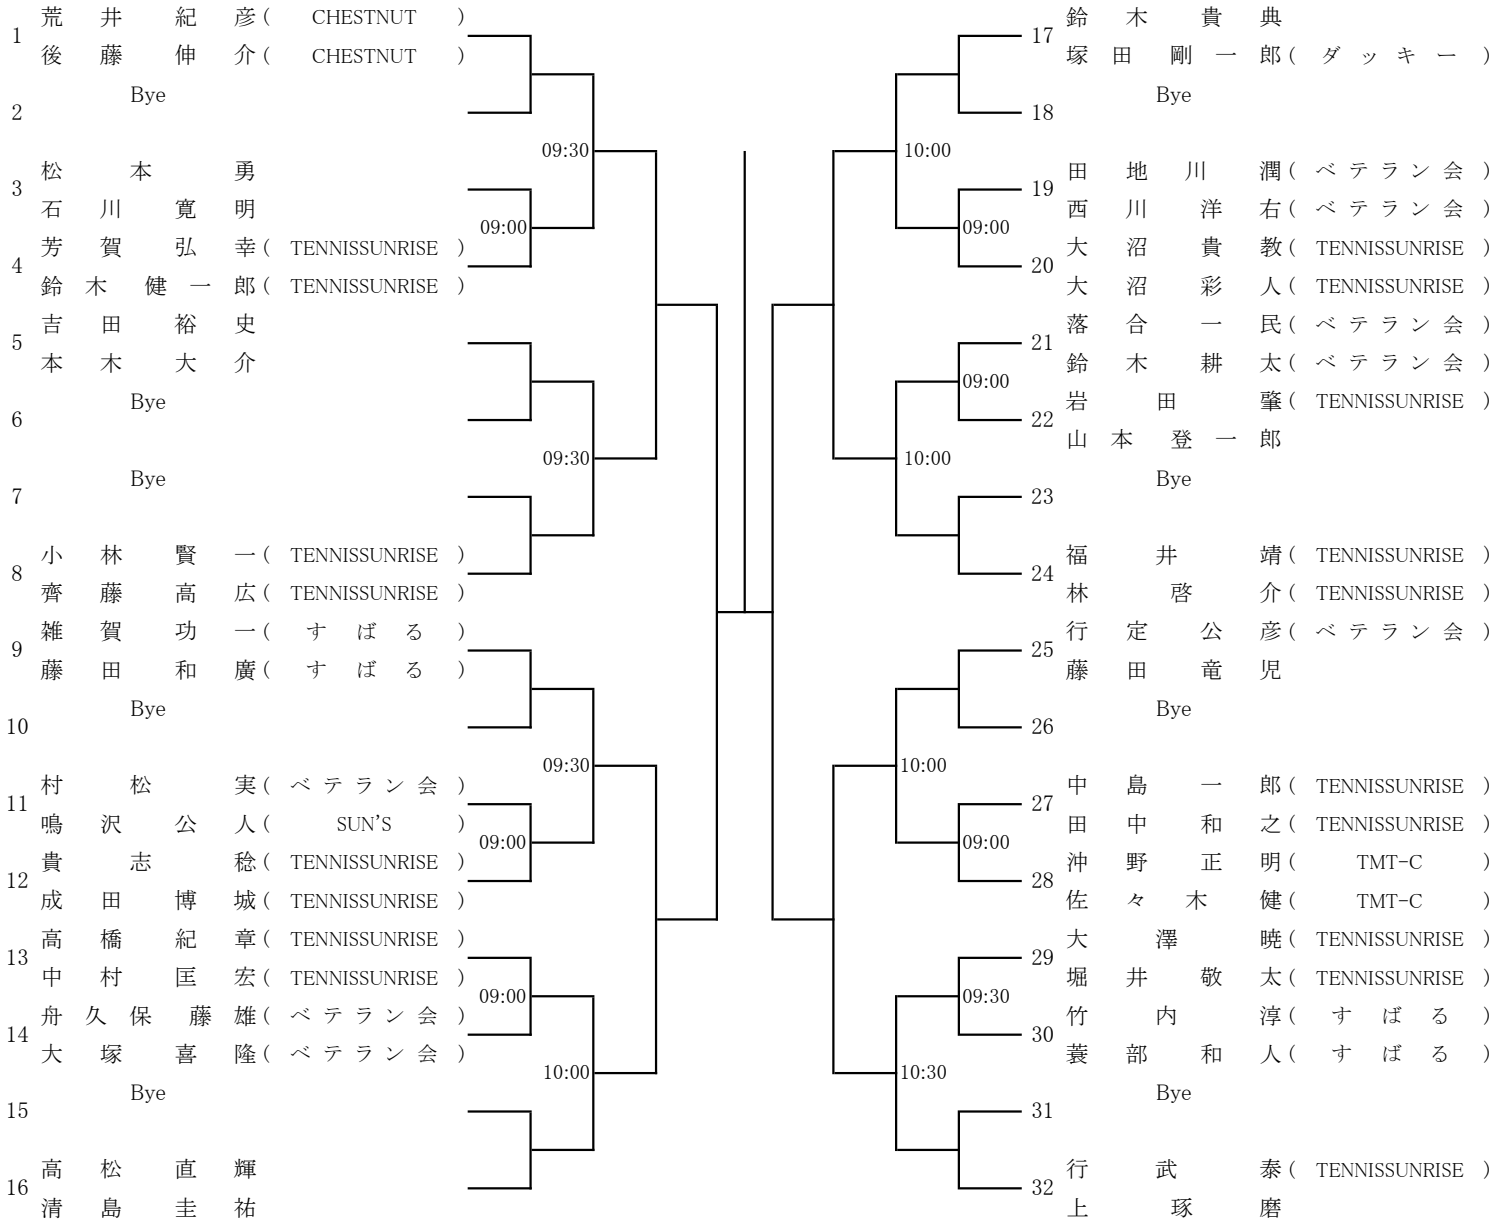 1 荒井紀彦 ( CHESTNUT )
後藤伸介 ( CHESTNUT )
2 Bye
3 松本勇
石川寛明
4 芳賀弘幸 ( TENNISSUNRISE )
鈴木健一郎 ( TENNISSUNRISE )
5 吉田裕史
本木大介
6 Bye
7 Bye
8 小林賢一 ( TENNISSUNRISE )
齊藤高広 ( TENNISSUNRISE )
9 雑賀功一 ( すばる )
藤田和廣 ( すばる )
10 Bye
11 村松実 ( ベテラン会 )
鳴沢公人 ( SUN'S )
12 貴志稔 ( TENNISSUNRISE )
成田博城 ( TENNISSUNRISE )
13 高橋紀章 ( TENNISSUNRISE )
中村匡宏 ( TENNISSUNRISE )
14 舟久保藤雄 ( ベテラン会 )
大塚喜隆 ( ベテラン会 )
15 Bye
16 高松直輝
清島圭祐
09:00
09:00
09:00
09:30
09:30
09:30
10:00
10:00
10:00
10:00
10:30
09:00
09:00
09:00
09:30
17 鈴木貴典
塚田剛一郎 ( ダッキー )
18 Bye
19 田地川潤 ( ベテラン会 )
西川洋右 ( ベテラン会 )
20 大沼貴教 ( TENNISSUNRISE )
大沼彩人 ( TENNISSUNRISE )
21 落合一民 ( ベテラン会 )
鈴木耕太 ( ベテラン会 )
22 岩田肇 ( TENNISSUNRISE )
山本登一郎
23 Bye
24 福井靖 ( TENNISSUNRISE )
林啓介 ( TENNISSUNRISE )
25 行定公彦 ( ベテラン会 )
藤田竜児
26 Bye
27 中島一郎 ( TENNISSUNRISE )
田中和之 ( TENNISSUNRISE )
28 沖野正明 ( TMT-C )
佐々木健 ( TMT-C )
29 大澤暁 ( TENNISSUNRISE )
堀井敬太 ( TENNISSUNRISE )
30 竹内淳 ( すばる )
蓑部和人 ( すばる )
31 Bye
32 行武泰 ( TENNISSUNRISE )
上琢磨